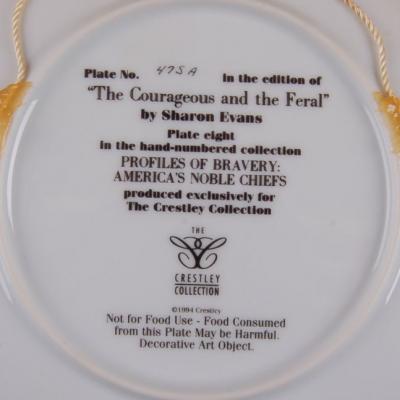 Plate No. 475A in the edition of
"The Courageous and the Feral"
by Sharon Evans
Plate eight
in the hand-numbered collection
PROFILES OF BRAVERY:
AMERICA'S NOBLE CHIEFS
produced exclusively for
The Crestley Collection
THE
CRESTLEY
COLLECTION
©1994 Crestley
Not for Food Use - Food Consumed
from this Plate May be Harmful.
Decorative Art Object.